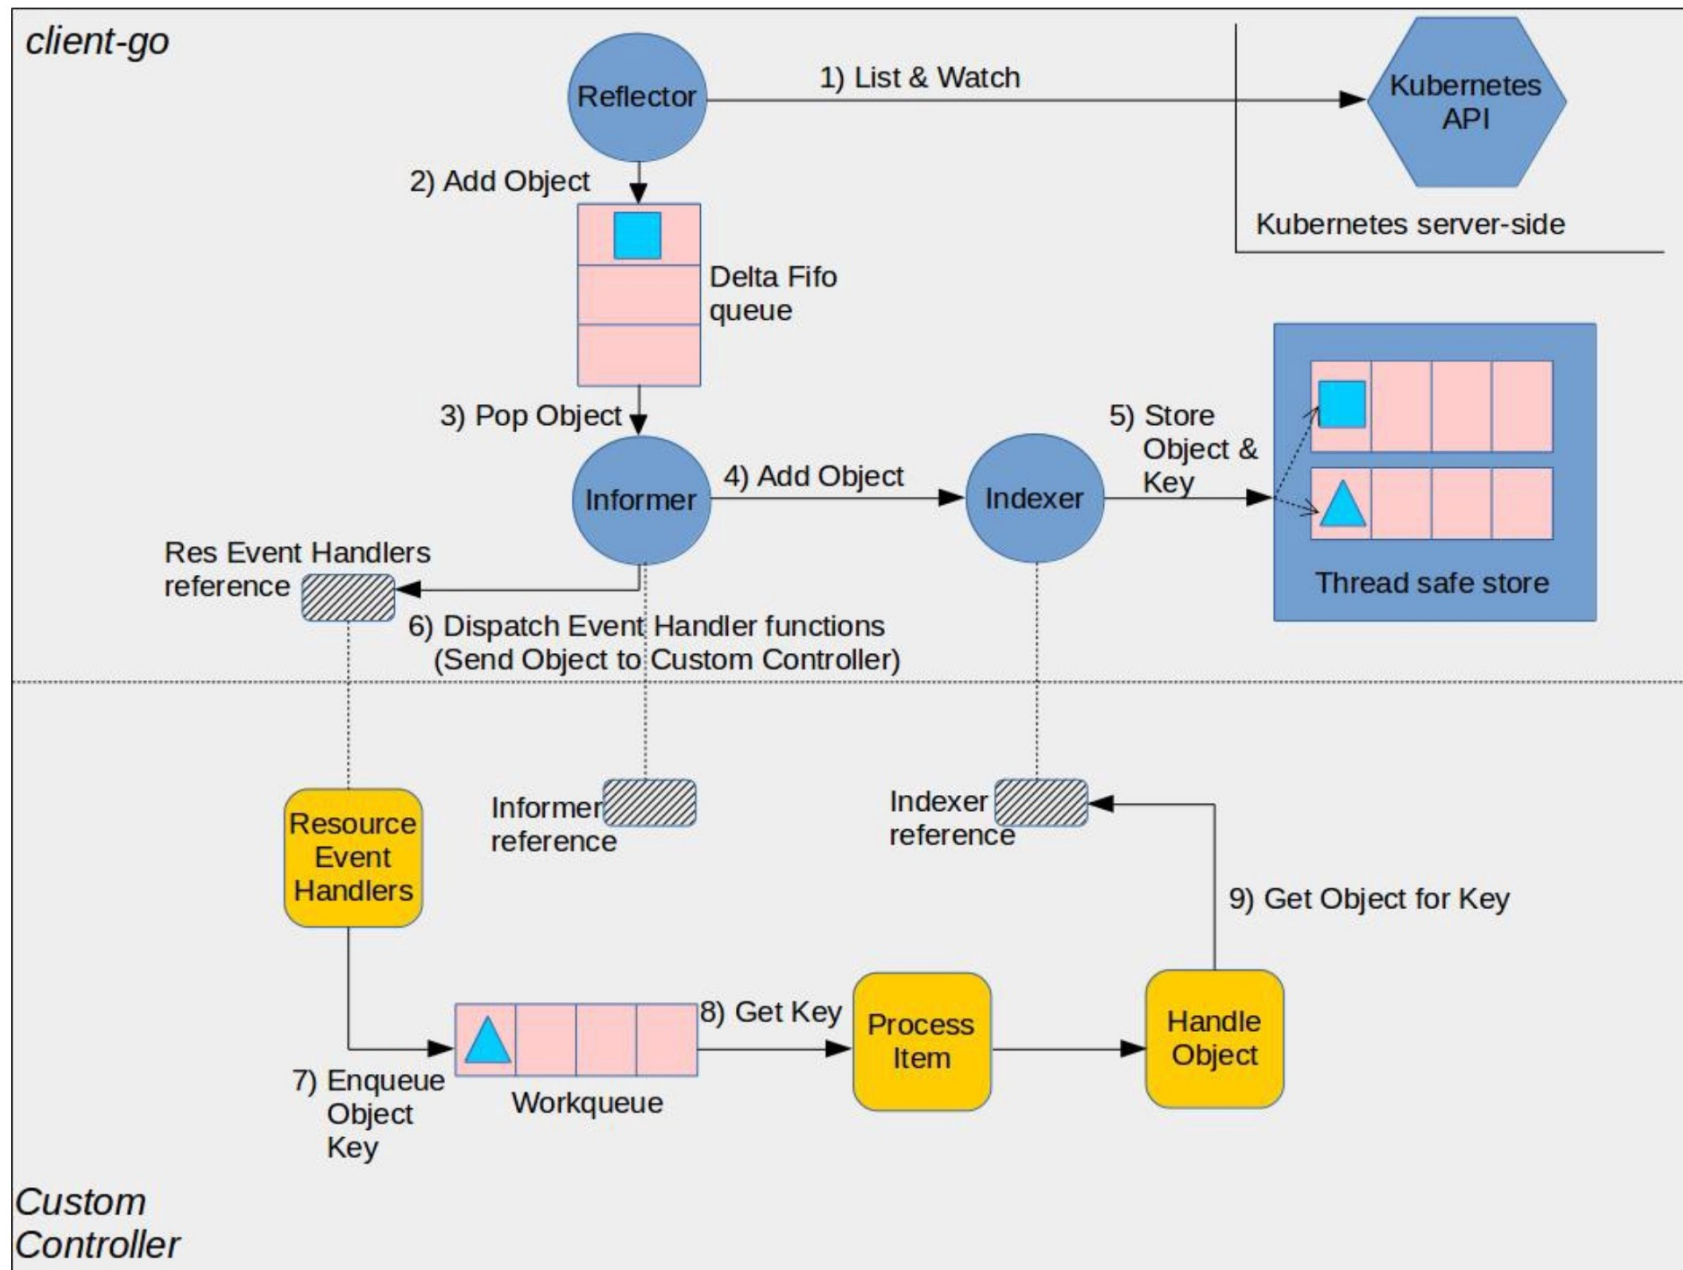 client-go
Reflector
1) List & Watch
Kubernetes
API
Kubernetes server-side
2) Add Object
Delta Fifo
queue
3) Pop Object
Informer
4) Add Object
Indexer
5) Store
Object &
Key
Thread safe store
Res Event Handlers
reference
6) Dispatch Event Handler functions
(Send Object to Custom Controller)
Resource
Event
Handlers
Informer
reference
Indexer
reference
9) Get Object for Key
7) Enqueue
Object
Key
Workqueue
8) Get Key
Process
Item
Handle
Object
Custom
Controller